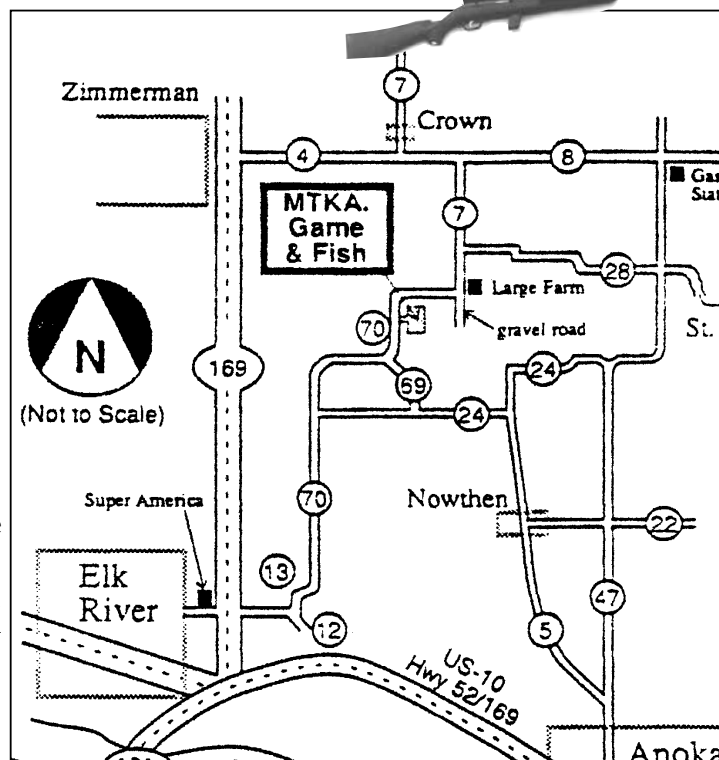 Zimmerman
7
Crown
4
8
MTKA.
Game
& Fish
7
28
Large Farm
70
gravel road
St.
N
169
(Not to Scale)
69
24
24
Super America
70
Nowthen
22
13
Elk
River
12
47
5
US-10
Hwy 52/169
Anoka